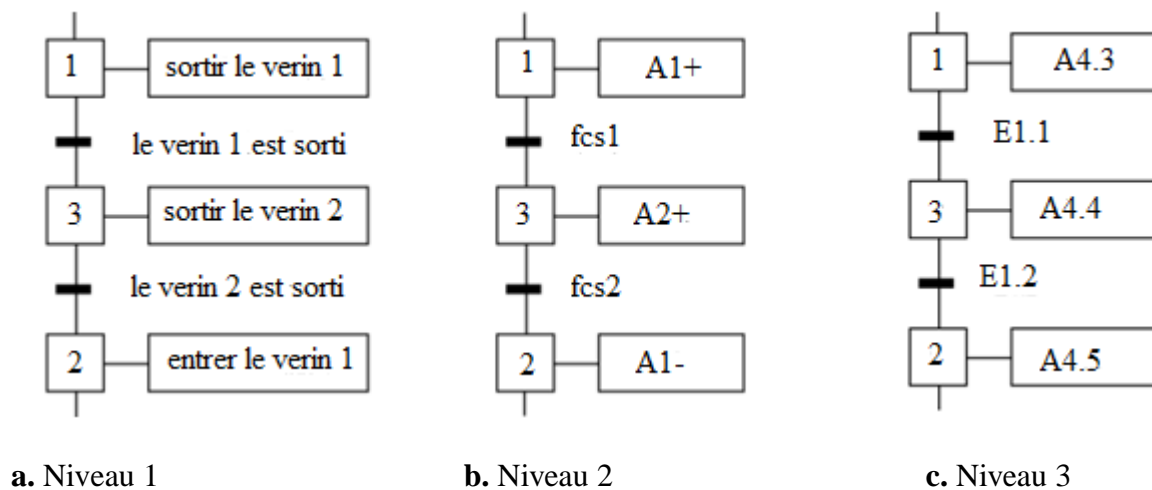 1
sortir le verin 1
le verin 1 est sorti
3
sortir le verin 2
le verin 2 est sorti
2
entrer le verin 1
a. Niveau 1
1
A1+
fcs1
3
A2+
fcs2
2
A1-
b. Niveau 2
1
A4.3
E1.1
3
A4.4
E1.2
2
A4.5
c. Niveau 3